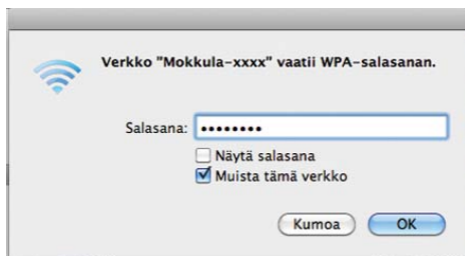 Verkko "Mokkula-xxxx" vaatii WPA-salasanan.
Salasana: ••••••••
Näytä salasana
Muista tämä verkko
Kumoa OK